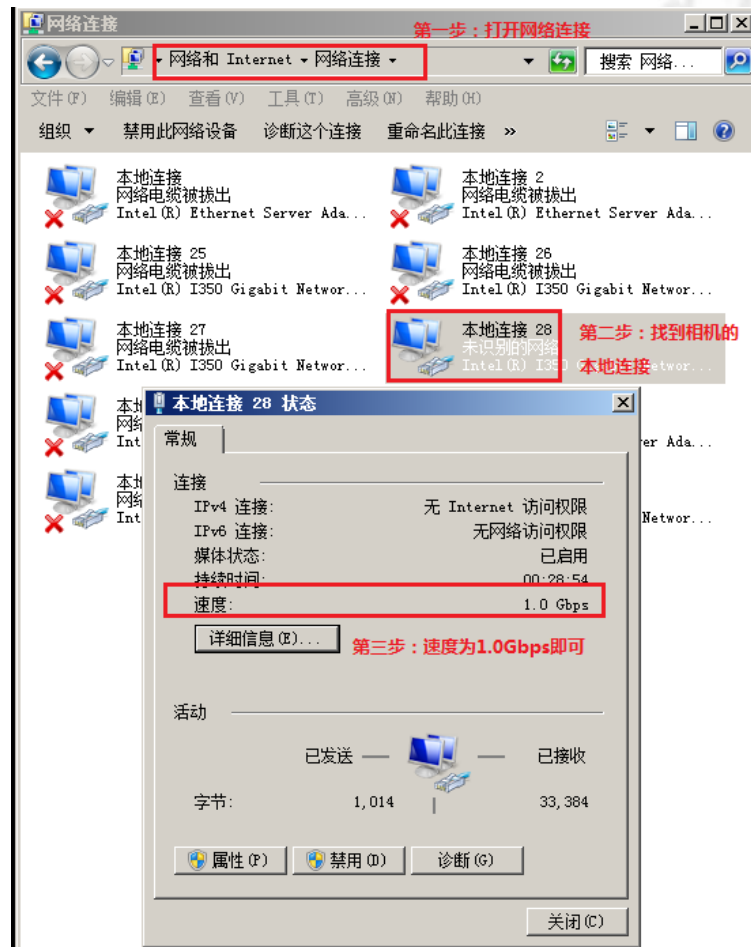 网络连接
第一步：打开网络连接
网络和 Internet 网络连接
搜索 网络...
文件(F) 编辑(E) 查看(V) 工具(T) 高级(N) 帮助(H)
组织 禁用此网络设备 诊断这个连接 重命名此连接 »
本地连接
网络电缆被拔出
Intel(R) Ethernet Server Ada...
本地连接 2
网络电缆被拔出
Intel(R) Ethernet Server Ada...
本地连接 25
网络电缆被拔出
Intel(R) I350 Gigabit Networ...
本地连接 26
网络电缆被拔出
Intel(R) I350 Gigabit Networ...
本地连接 27
网络电缆被拔出
Intel(R) I350 Gigabit Networ...
本地连接 28
未识别的网络
Intel(R) I350
etwor...
第二步：找到相机的
本地连接
本
网
Int
er Ada...
本
网
Int
Networ...
本地连接 28 状态
常规
连接
IPv4 连接: 无 Internet 访问权限
IPv6 连接: 无网络访问权限
媒体状态: 已启用
持续时间: 00:28:54
速度: 1.0 Gbps
详细信息(E)...
第三步：速度为1.0Gbps即可
活动
已发送 — — 已接收
字节: 1,014 | 33,384
属性(P) 禁用(D) 诊断(G)
关闭(C)